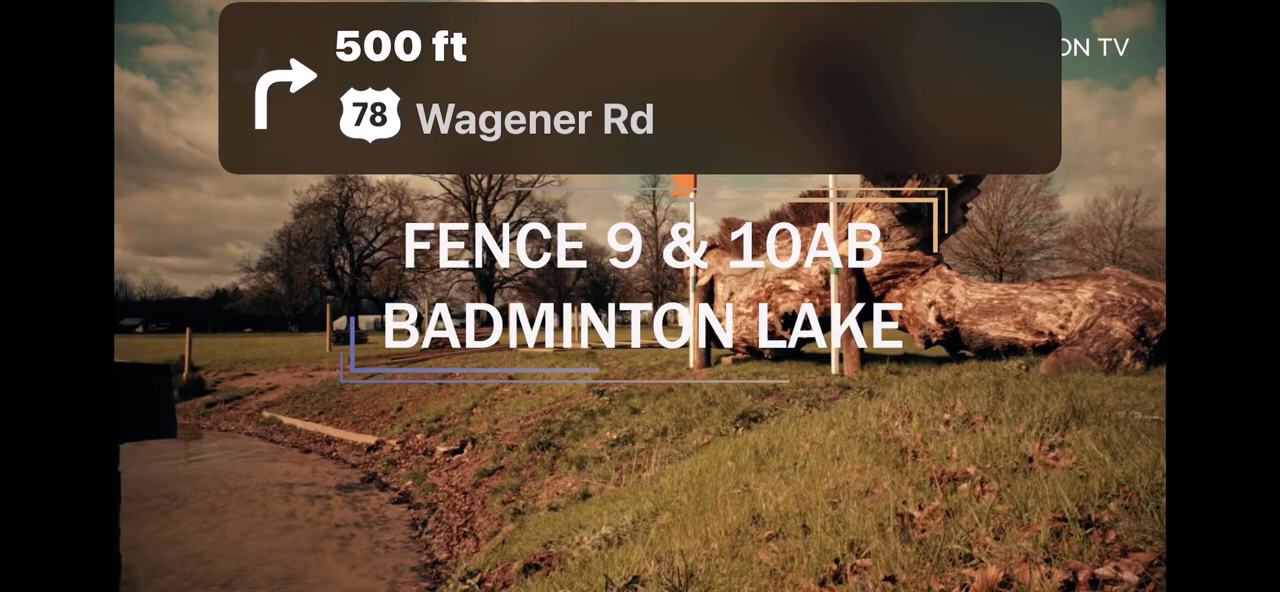 500 ft
78 Wagener Rd
ON TV
FENCE 9 & 10AB
BADMINTON LAKE